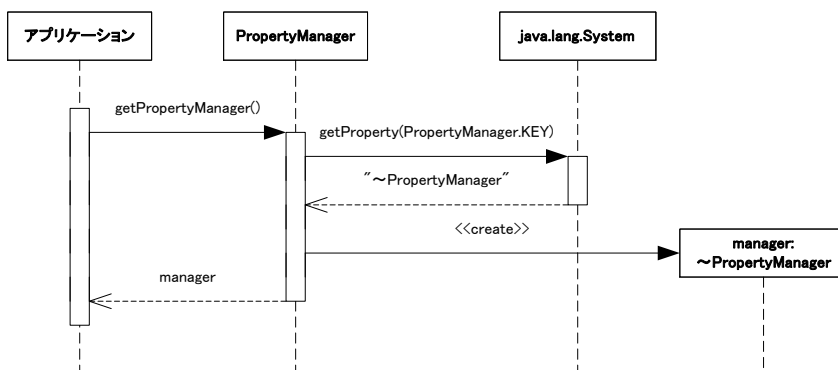 アプリケーション
PropertyManager
java.lang.System
getPropertyManager()
getProperty(PropertyManager.KEY)
"～PropertyManager"
<<create>>
manager:
～PropertyManager
manager